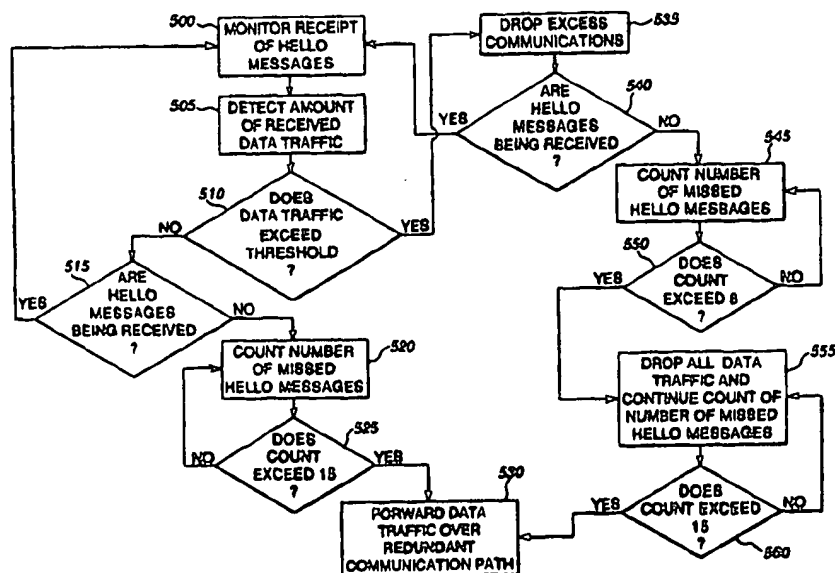 500
MONITOR RECEIPT
OF HELLO
MESSAGES
505
DETECT AMOUNT
OF RECEIVED
DATA TRAFFIC
510
DOES
DATA TRAFFIC
EXCEED
THRESHOLD
?
NO
YES
515
ARE
HELLO
MESSAGES
BEING RECEIVED
?
YES
NO
520
COUNT NUMBER
OF MISSED
HELLO MESSAGES
525
DOES
COUNT
EXCEED 15
?
NO
YES
530
FORWARD DATA
TRAFFIC OVER
REDUNDANT
COMMUNICATION PATH
535
DROP EXCESS
COMMUNICATIONS
540
ARE
HELLO
MESSAGES
BEING RECEIVED
?
YES
NO
545
COUNT NUMBER
OF MISSED
HELLO MESSAGES
550
DOES
COUNT
EXCEED 8
?
YES
NO
555
DROP ALL DATA
TRAFFIC AND
CONTINUE COUNT OF
NUMBER OF MISSED
HELLO MESSAGES
560
DOES
COUNT EXCEED
15
?
YES
NO